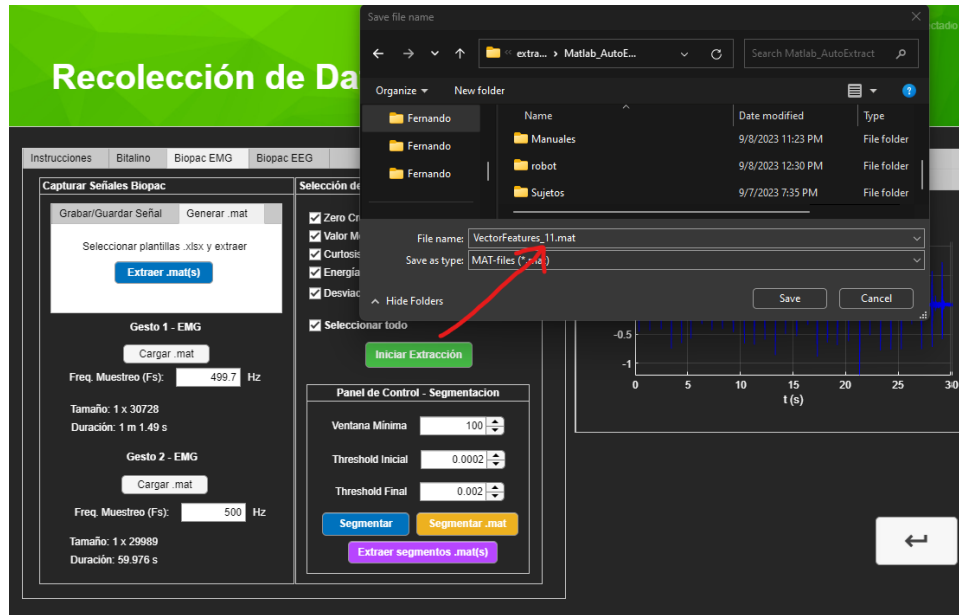 Save file name
ctado
Recolección de Da
extra... › Matlab_AutoE...
Search Matlab_AutoExtract
Organize
New folder
Fernando
Fernando
Fernando
Name
Date modified
Type
Manuales
9/8/2023 11:23 PM
File folder
robot
9/8/2023 12:30 PM
File folder
Sujetos
9/7/2023 7:35 PM
File folder
File name: VectorFeatures_11.mat
Save as type: MAT-files (*.mat)
Hide Folders
Save
Cancel
Instrucciones
Bitalino
Biopac EMG
Biopac EEG
Capturar Señales Biopac
Grabar/Guardar Señal
Generar .mat
Seleccionar plantillas .xlsx y extraer
Extraer .mat(s)
Gesto 1 - EMG
Cargar .mat
Freq. Muestreo (Fs): 499.7 Hz
Tamaño: 1 x 30728
Duración: 1 m 1.49 s
Gesto 2 - EMG
Cargar .mat
Freq. Muestreo (Fs): 500 Hz
Tamaño: 1 x 29989
Duración: 59.976 s
Selección de
Zero Cr
Valor M
Curtosis
Energía
Desviac
Seleccionar todo
Iniciar Extracción
Panel de Control - Segmentacion
Ventana Mínima 100
Threshold Inicial 0.0002
Threshold Final 0.002
Segmentar
Segmentar .mat
Extraer segmentos .mat(s)
-0.5
-1
0 5 10 15 20 25 30
t (s)